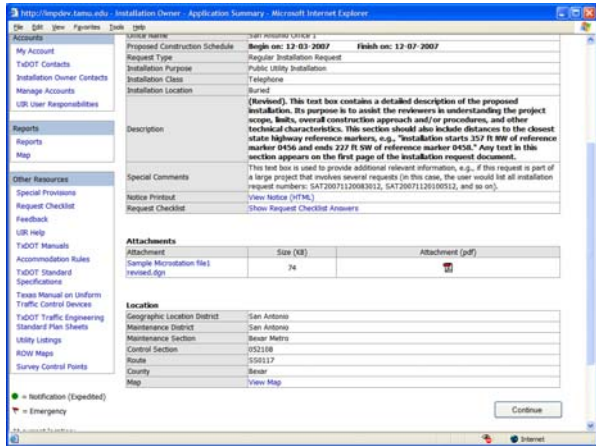 http://impdev.tamu.edu - Installation Owner - Application Summary - Microsoft Internet Explorer
File Edit View Favorites Tools Help
Accounts
My Account
TxDOT Contacts
Installation Owner Contacts
Manage Accounts
UIR User Responsibilities
Reports
Reports
Map
Other Resources
Special Provisions
Request Checklist
Feedback
UIR Help
TxDOT Manuals
Accommodation Rules
TxDOT Standard
Specifications
Texas Manual on Uniform
Traffic Control Devices
TxDOT Traffic Engineering
Standard Plan Sheets
Utility Listings
ROW Maps
Survey Control Points
= Notification (Expedited)
= Emergency
Office Name San Antonio Office 1
Proposed Construction Schedule Begin on: 12-03-2007 Finish on: 12-07-2007
Request Type Regular Installation Request
Installation Purpose Public Utility Installation
Installation Class Telephone
Installation Location Buried
Description
(Revised). This text box contains a detailed description of the proposed
installation. Its purpose is to assist the reviewers in understanding the project
scope, limits, overall construction approach and/or procedures, and other
technical characteristics. This section should also include distances to the closest
state highway reference markers, e.g., "installation starts 357 ft NW of reference
marker 0456 and ends 227 ft SW of reference marker 0458." Any text in this
section appears on the first page of the installation request document.
Special Comments
This text box is used to provide additional relevant information, e.g., if this request is part of
a large project that involves several requests (in this case, the user would list all installation
request numbers: SAT20071120083012, SAT20071120100512, and so on).
Notice Printout View Notice (HTML)
Request Checklist Show Request Checklist Answers
Attachments
Attachment Size (KB) Attachment (pdf)
Sample Microstation file1
revised.dgn
74
Location
Geographic Location District San Antonio
Maintenance District San Antonio
Maintenance Section Bexar Metro
Control Section 052108
Route SS0117
County Bexar
Map View Map
Continue
Internet